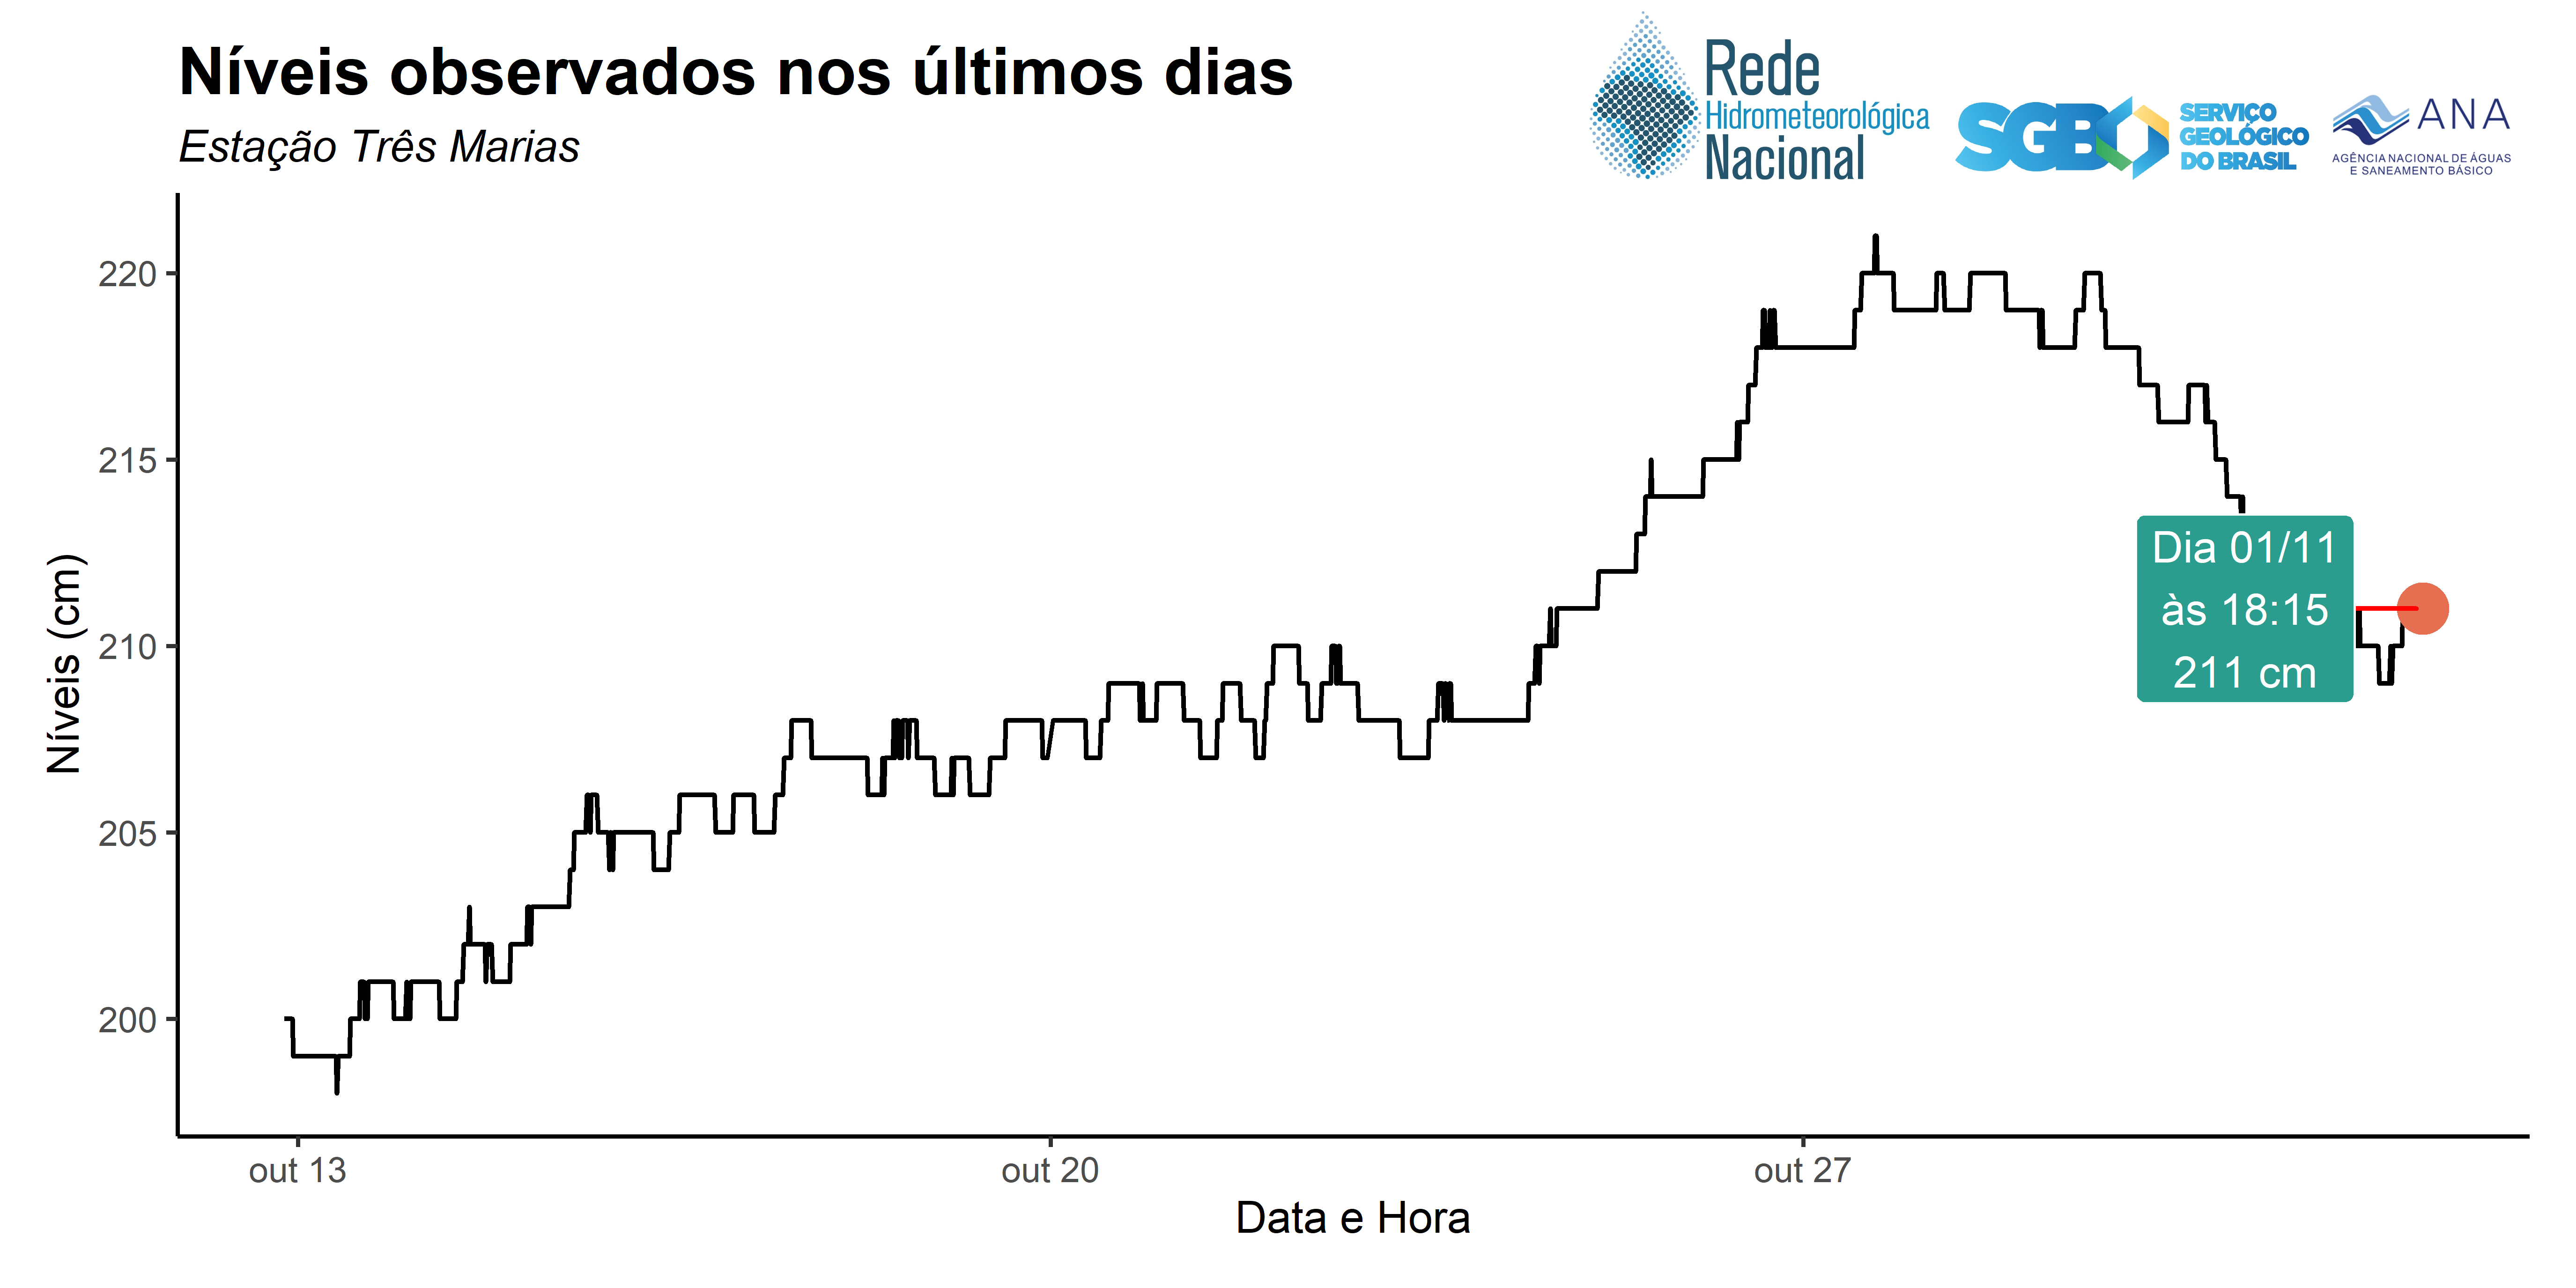 Níveis observados nos últimos dias
Estação Três Marias
Rede
Hidrometeorológica
Nacional
SGB
SERVIÇO
GEOLÓGICO
DO BRASIL
ANA
AGÊNCIA NACIONAL DE ÁGUAS
E SANEAMENTO BÁSICO
Níveis (cm)
220
215
210
205
200
Dia 01/11
às 18:15
211 cm
out 13
out 20
out 27
Data e Hora